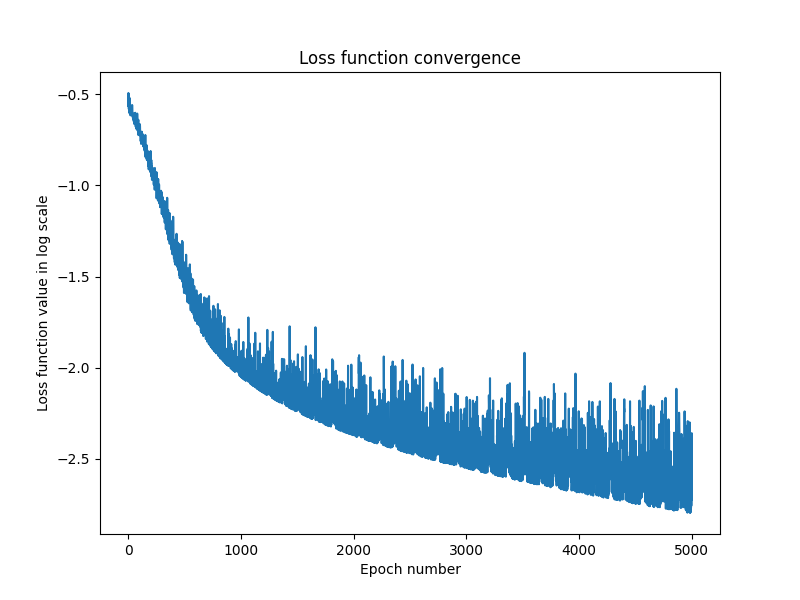 Loss function convergence
Loss function value in log scale
−0.5
−1.0
−1.5
−2.0
−2.5
0 1000 2000 3000 4000 5000
Epoch number